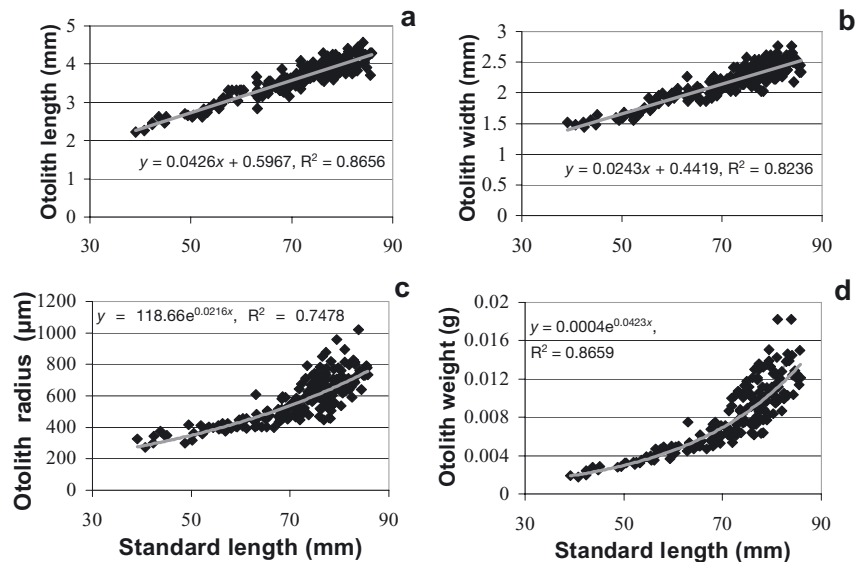 a
Otolith length (mm)
5
4
3
2
1
0
y = 0.0426x + 0.5967, R² = 0.8656
30 50 70 90
b
Otolith width (mm)
3
2.5
2
1.5
1
0.5
0
y = 0.0243x + 0.4419, R² = 0.8236
30 50 70 90
c
Otolith radius (µm)
1200
1000
800
600
400
200
0
y = 118.66e^0.0216x, R² = 0.7478
30 50 70 90
Standard length (mm)
d
Otolith weight (g)
0.02
0.016
0.012
0.008
0.004
0
y = 0.0004e^0.0423x,
R² = 0.8659
30 50 70 90
Standard length (mm)